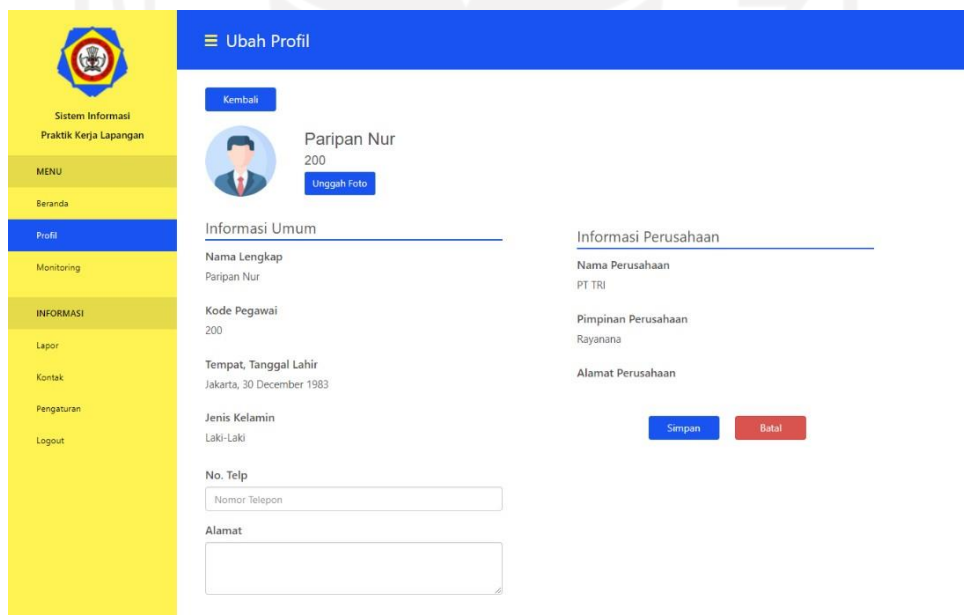 Sistem Informasi
Praktik Kerja Lapangan
MENU
Beranda
Profil
Monitoring
INFORMASI
Lapor
Kontak
Pengaturan
Logout
Ubah Profil
Kembali
Paripan Nur
200
Unggah Foto
Informasi Umum
Nama Lengkap
Paripan Nur
Kode Pegawai
200
Tempat, Tanggal Lahir
Jakarta, 30 December 1983
Jenis Kelamin
Laki-Laki
No. Telp
Nomor Telepon
Alamat
Informasi Perusahaan
Nama Perusahaan
PT TRI
Pimpinan Perusahaan
Rayanana
Alamat Perusahaan
Simpan
Batal